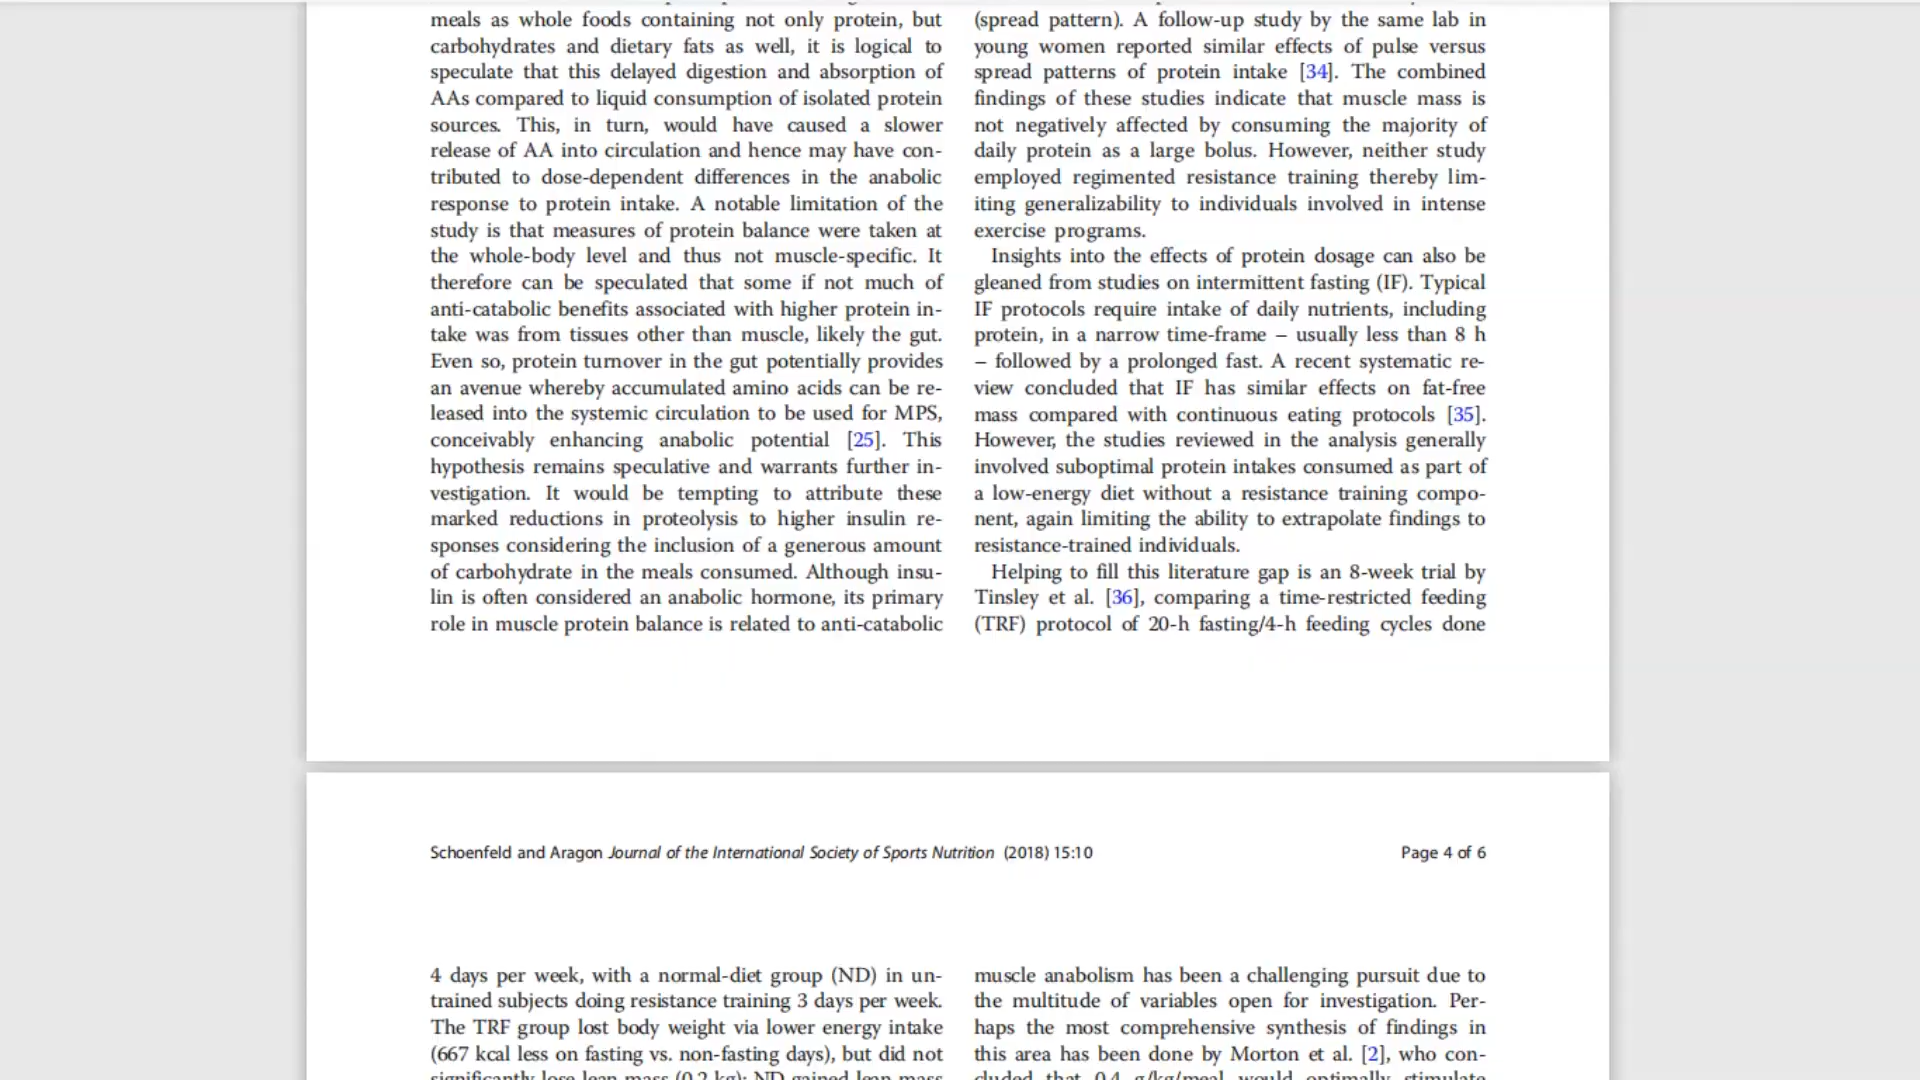 meals as whole foods containing not only protein, but
carbohydrates and dietary fats as well, it is logical to
speculate that this delayed digestion and absorption of
AAs compared to liquid consumption of isolated protein
sources. This, in turn, would have caused a slower
release of AA into circulation and hence may have con-
tributed to dose-dependent differences in the anabolic
response to protein intake. A notable limitation of the
study is that measures of protein balance were taken at
the whole-body level and thus not muscle-specific. It
therefore can be speculated that some if not much of
anti-catabolic benefits associated with higher protein in-
take was from tissues other than muscle, likely the gut.
Even so, protein turnover in the gut potentially provides
an avenue whereby accumulated amino acids can be re-
leased into the systemic circulation to be used for MPS,
conceivably enhancing anabolic potential [25]. This
hypothesis remains speculative and warrants further in-
vestigation. It would be tempting to attribute these
marked reductions in proteolysis to higher insulin re-
sponses considering the inclusion of a generous amount
of carbohydrate in the meals consumed. Although insu-
lin is often considered an anabolic hormone, its primary
role in muscle protein balance is related to anti-catabolic
(spread pattern). A follow-up study by the same lab in
young women reported similar effects of pulse versus
spread patterns of protein intake [34]. The combined
findings of these studies indicate that muscle mass is
not negatively affected by consuming the majority of
daily protein as a large bolus. However, neither study
employed regimented resistance training thereby lim-
iting generalizability to individuals involved in intense
exercise programs.
Insights into the effects of protein dosage can also be
gleaned from studies on intermittent fasting (IF). Typical
IF protocols require intake of daily nutrients, including
protein, in a narrow time-frame – usually less than 8 h
– followed by a prolonged fast. A recent systematic re-
view concluded that IF has similar effects on fat-free
mass compared with continuous eating protocols [35].
However, the studies reviewed in the analysis generally
involved suboptimal protein intakes consumed as part of
a low-energy diet without a resistance training compo-
nent, again limiting the ability to extrapolate findings to
resistance-trained individuals.
Helping to fill this literature gap is an 8-week trial by
Tinsley et al. [36], comparing a time-restricted feeding
(TRF) protocol of 20-h fasting/4-h feeding cycles done
Schoenfeld and Aragon Journal of the International Society of Sports Nutrition (2018) 15:10
Page 4 of 6
4 days per week, with a normal-diet group (ND) in un-
trained subjects doing resistance training 3 days per week.
The TRF group lost body weight via lower energy intake
(667 kcal less on fasting vs. non-fasting days), but did not
significantly lose lean mass (0.2 kg); ND gained lean mass
muscle anabolism has been a challenging pursuit due to
the multitude of variables open for investigation. Per-
haps the most comprehensive synthesis of findings in
this area has been done by Morton et al. [2], who con-
cluded that 0.4 g/kg/meal would optimally stimulate